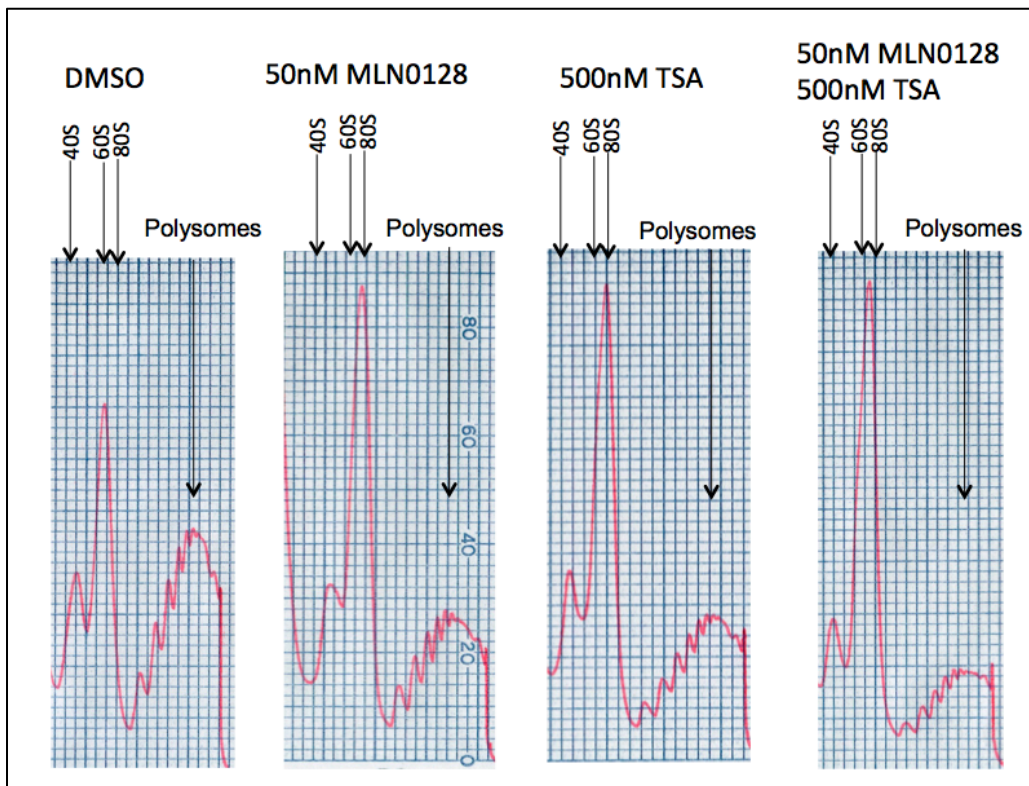 DMSO
40S
60S
80S
Polysomes
50nM MLN0128
40S
60S
80S
Polysomes
80
60
40
20
0
500nM TSA
40S
60S
80S
Polysomes
50nM MLN0128
500nM TSA
40S
60S
80S
Polysomes